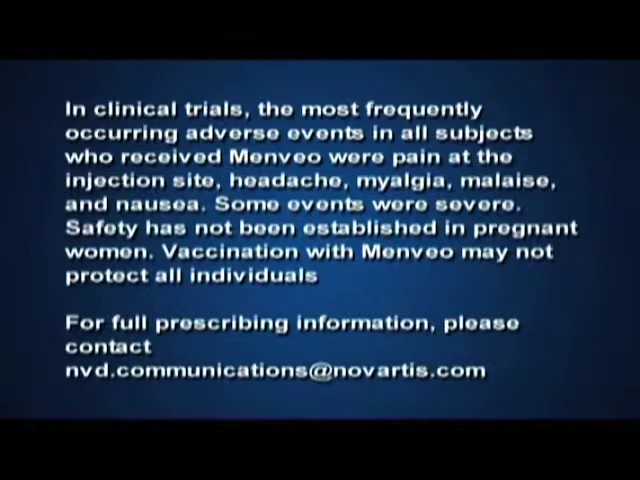 In clinical trials, the most frequently
occurring adverse events in all subjects
who received Menveo were pain at the
injection site, headache, myalgia, malaise,
and nausea. Some events were severe.
Safety has not been established in pregnant
women. Vaccination with Menveo may not
protect all individuals
For full prescribing information, please
contact
nvd.communications@novartis.com